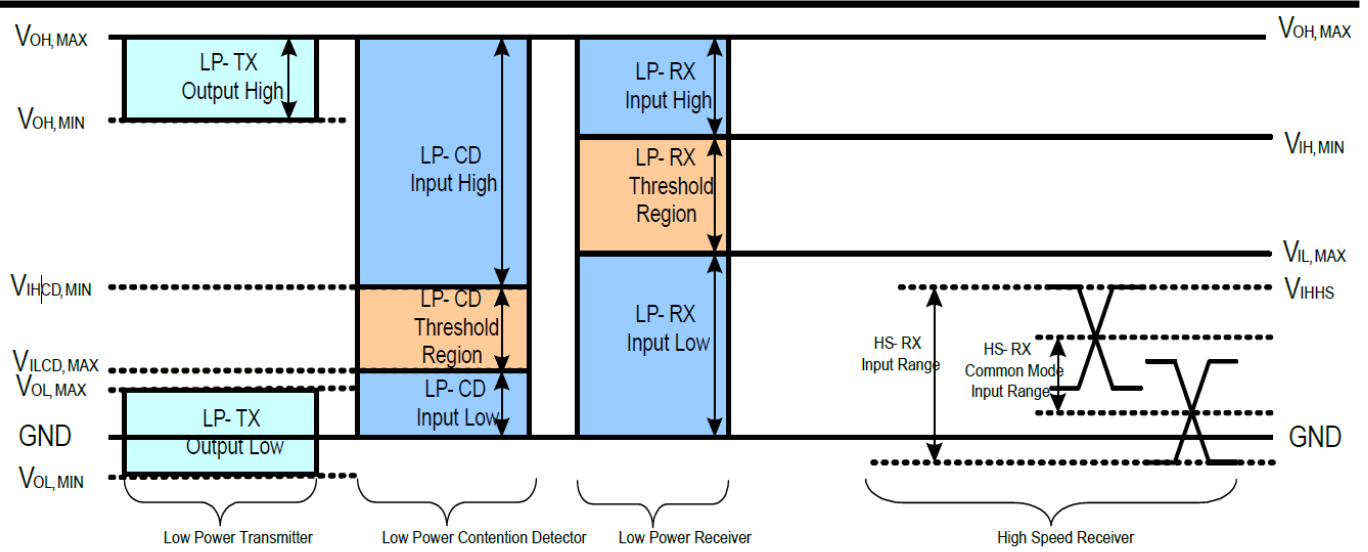 VOH, MAX
VOH, MIN
VIHCD, MIN
VILCD, MAX
VOL, MAX
GND
VOL, MIN
LP- TX
Output High
LP- TX
Output Low
LP- CD
Input High
LP- CD
Threshold
Region
LP- CD
Input Low
LP- RX
Input High
LP- RX
Threshold
Region
LP- RX
Input Low
HS- RX
Input Range
HS- RX
Common Mode
Input Range
VOH, MAX
VIH, MIN
VIL, MAX
VIHHS
GND
Low Power Transmitter
Low Power Contention Detector
Low Power Receiver
High Speed Receiver